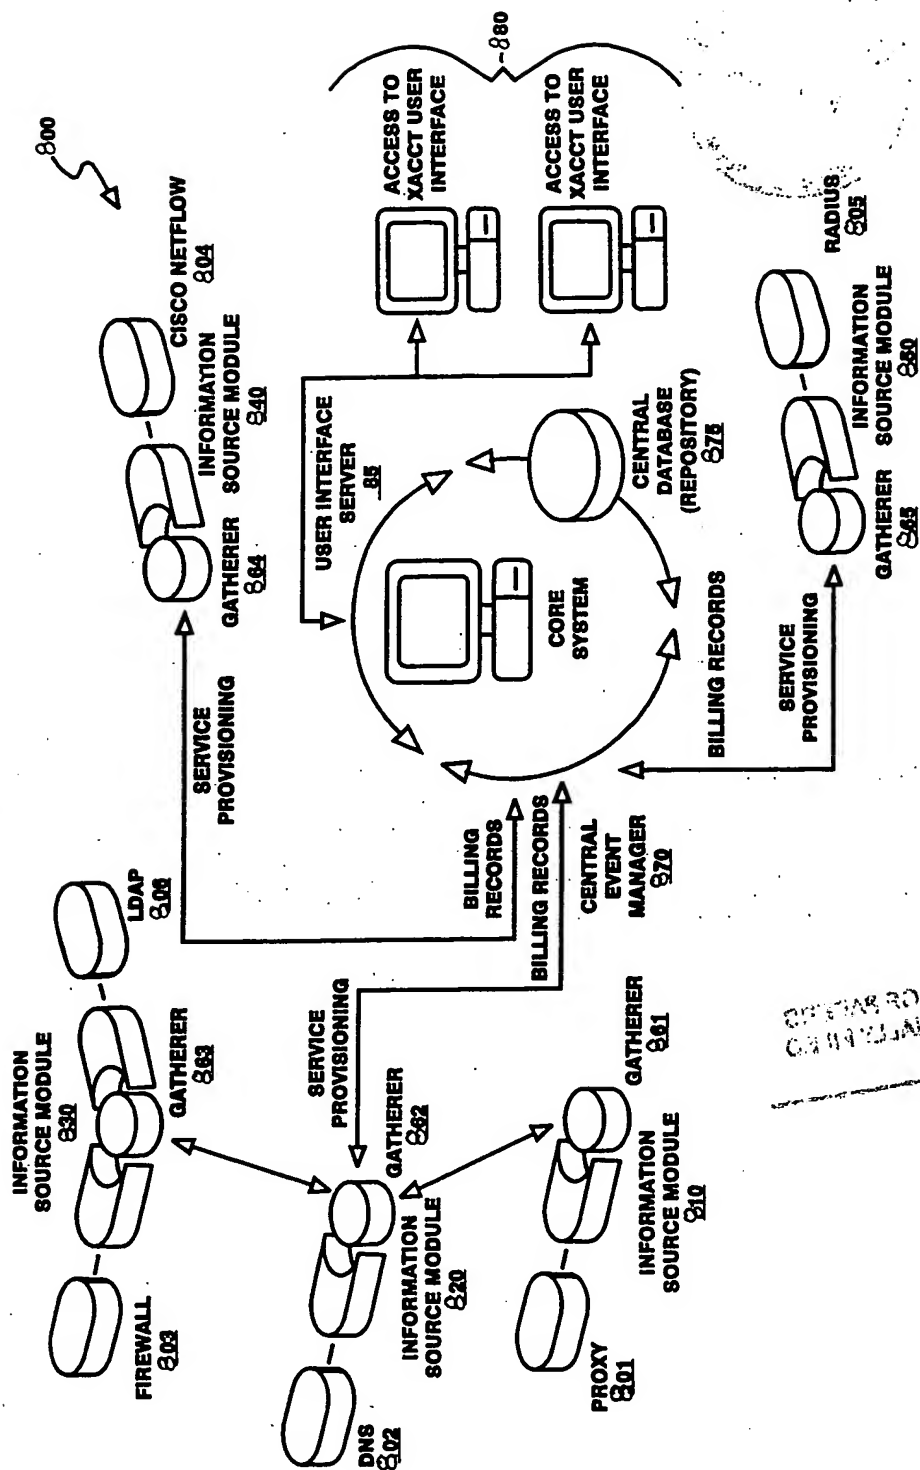 800
INFORMATION
SOURCE MODULE
830
LDAP
806
GATHERER
863
FIREWALL
803
CISCO NETFLOW
804
INFORMATION
SOURCE MODULE
840
GATHERER
864
SERVICE
PROVISIONING
880
ACCESS TO
XACCT USER
INTERFACE
ACCESS TO
XACCT USER
INTERFACE
USER INTERFACE
SERVER
85
CORE
SYSTEM
CENTRAL
DATABASE
(REPOSITORY)
875
SERVICE
PROVISIONING
BILLING
RECORDS
BILLING RECORDS
CENTRAL
EVENT
MANAGER
870
BILLING RECORDS
SERVICE
PROVISIONING
DNS
802
INFORMATION
SOURCE MODULE
820
GATHERER
862
PROXY
801
INFORMATION
SOURCE MODULE
810
GATHERER
861
GATHERER
865
INFORMATION
SOURCE MODULE
850
RADIUS
805